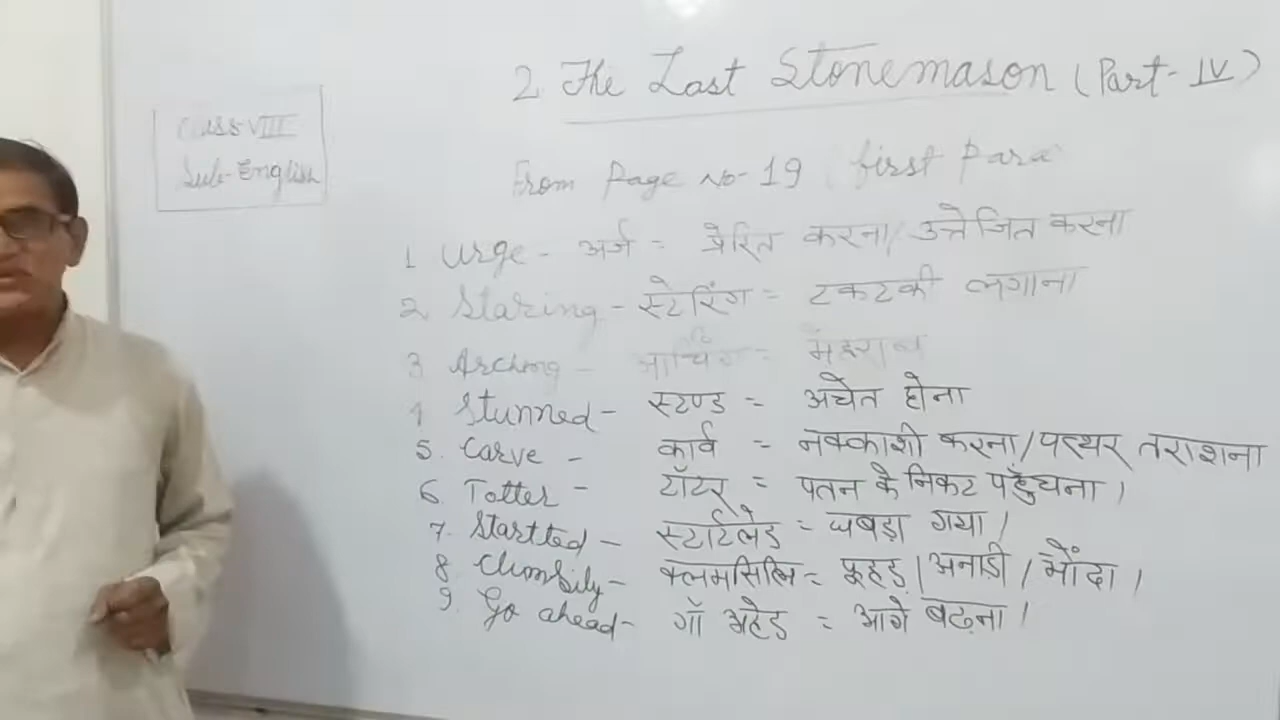 2. The Last Stonemason (Part-IV)
Class VIII
Sub-English
From Page No-19 first Para
1 Urge - अर्ज = प्रेरित करना/उत्तेजित करना
2 Staring - स्टेरिंग = टकटकी लगाना
3 Arching -
4 Stunned - स्टण्ड = अचेत होना
5. Carve - कार्व = नक्काशी करना/पत्थर तराशना
6. Totter - टॉटर = पतन के निकट पहुँचना।
7. Startted - स्टार्टलेड = घबड़ा गया।
8. Clumbsily - क्लमसिलि = फूहड़/अनाड़ी/भोंदा।
9. Go ahead - गॉ अहेड = आगे बढ़ना।